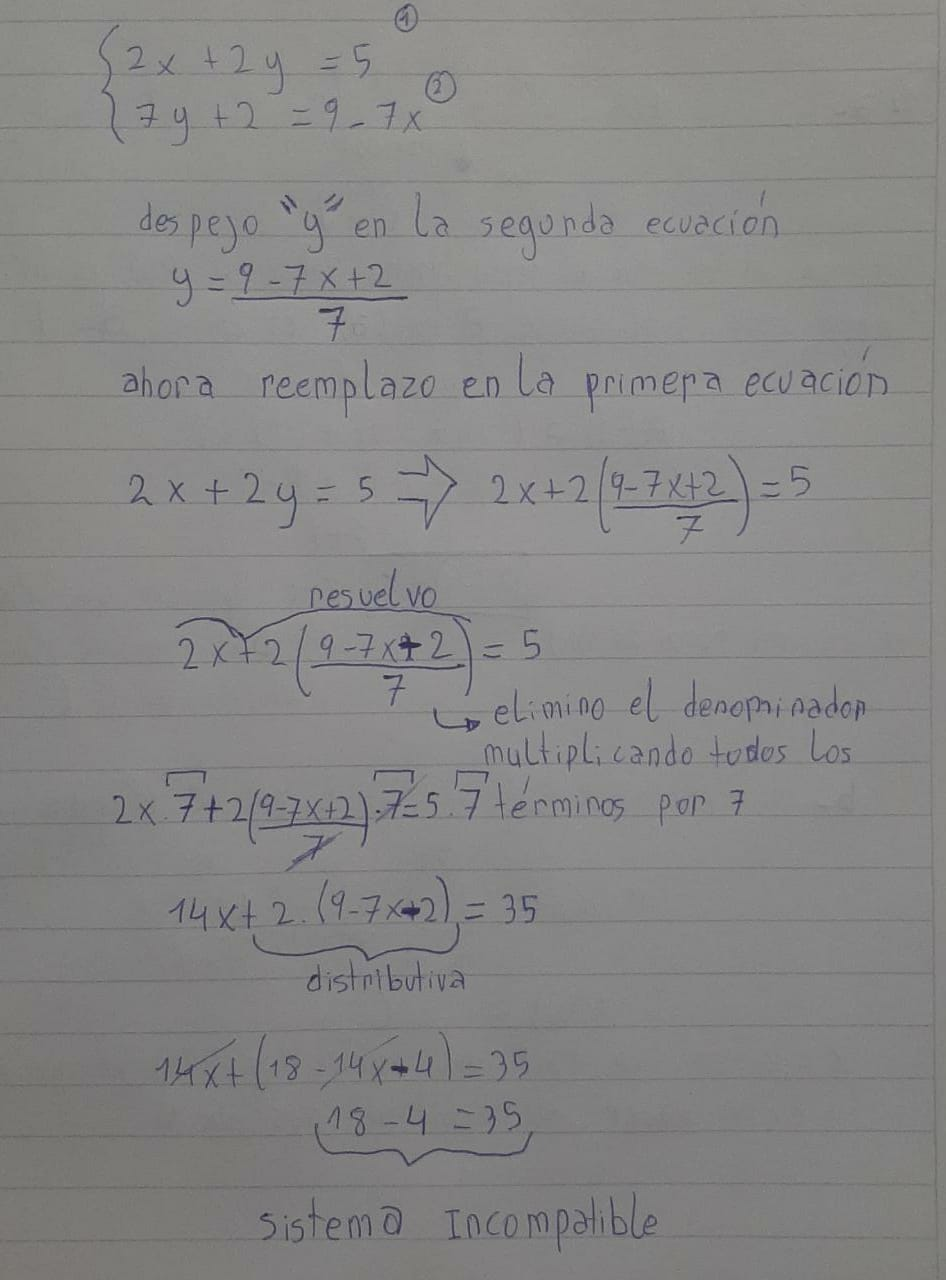 ①
{2x + 2y = 5
②
{7y + 2 = 9 - 7x
despejo "y" en la segunda ecuación
y = 9 - 7x + 2
7
ahora reemplazo en la primera ecuación
2x + 2y = 5 ⇒ 2x + 2(9 - 7x + 2) = 5
7
resuelvo
2x + 2(9 - 7x + 2) = 5
7
↳ elimino el denominador
multiplicando todos los
2x . 7 + 2(9 - 7x + 2) . 7 = 5 . 7 términos por 7
7
14x + 2 . (9 - 7x + 2) = 35
distributiva
14x + (18 - 14x + 4) = 35
18 - 4 = 35
sistema Incompatible